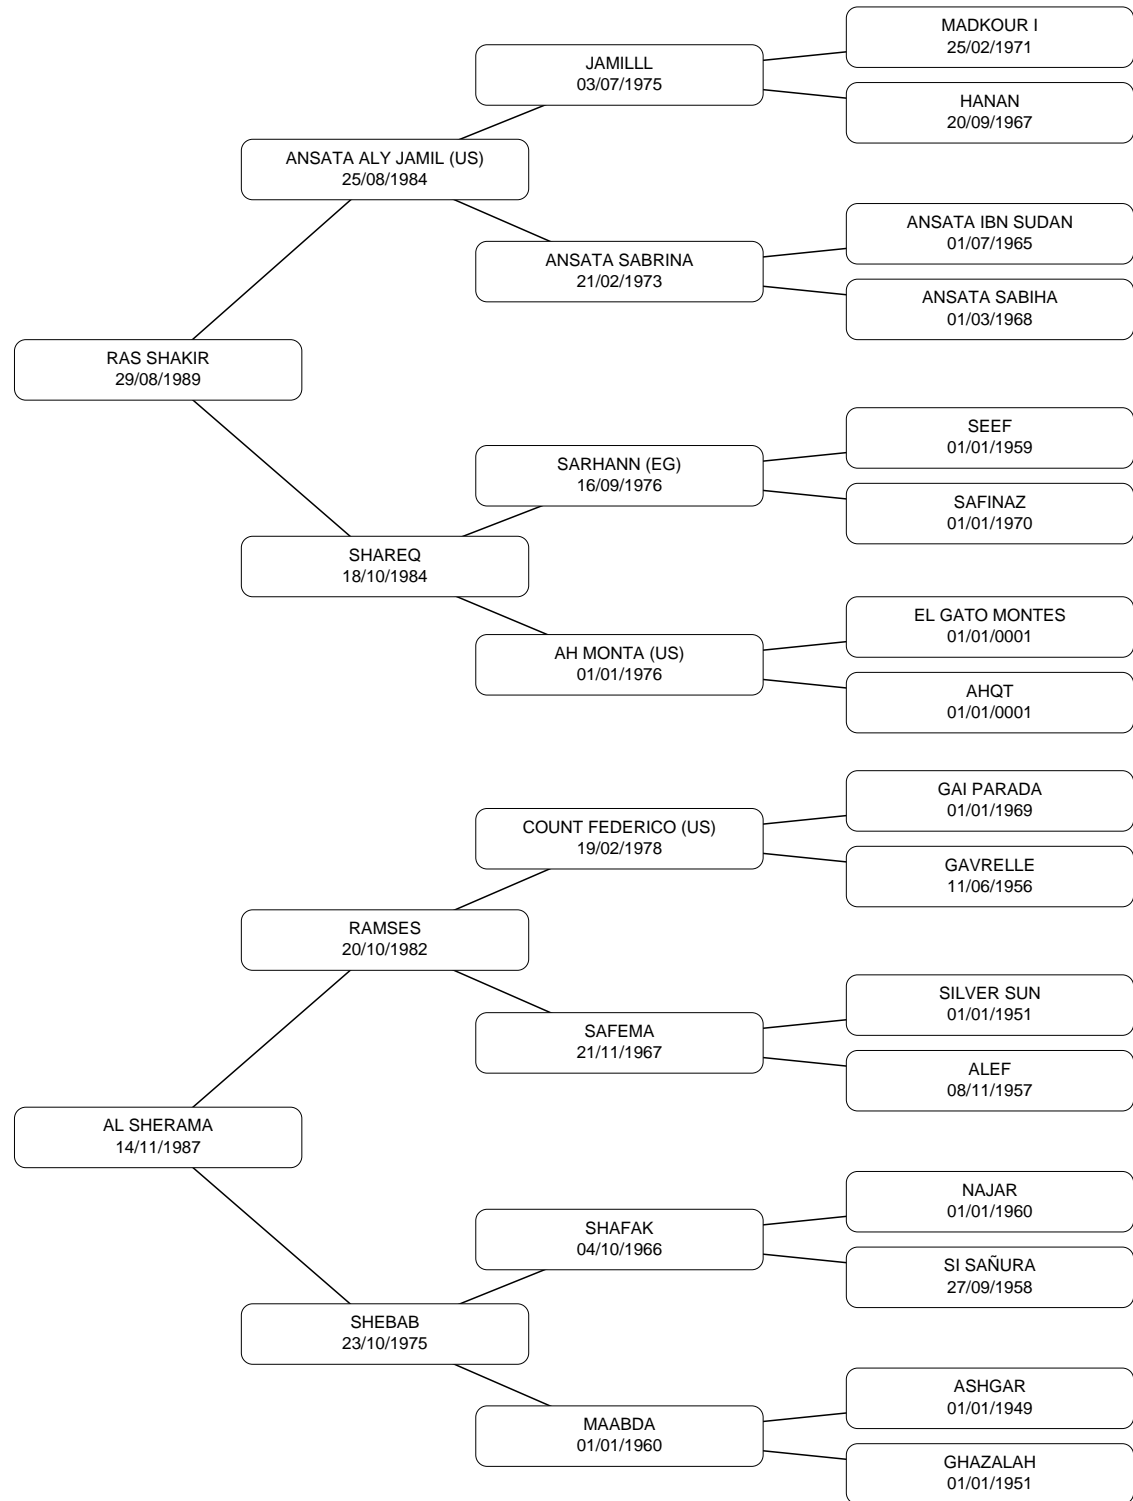 MADKOUR I
25/02/1971
JAMILLL
03/07/1975
HANAN
20/09/1967
ANSATA ALY JAMIL (US)
25/08/1984
ANSATA IBN SUDAN
01/07/1965
ANSATA SABRINA
21/02/1973
ANSATA SABIHA
01/03/1968
RAS SHAKIR
29/08/1989
SEEF
01/01/1959
SARHANN (EG)
16/09/1976
SAFINAZ
01/01/1970
SHAREQ
18/10/1984
EL GATO MONTES
01/01/0001
AH MONTA (US)
01/01/1976
AHQT
01/01/0001
GAI PARADA
01/01/1969
COUNT FEDERICO (US)
19/02/1978
GAVRELLE
11/06/1956
RAMSES
20/10/1982
SILVER SUN
01/01/1951
SAFEMA
21/11/1967
ALEF
08/11/1957
AL SHERAMA
14/11/1987
NAJAR
01/01/1960
SHAFAK
04/10/1966
SI SAÑURA
27/09/1958
SHEBAB
23/10/1975
ASHGAR
01/01/1949
MAABDA
01/01/1960
GHAZALAH
01/01/1951